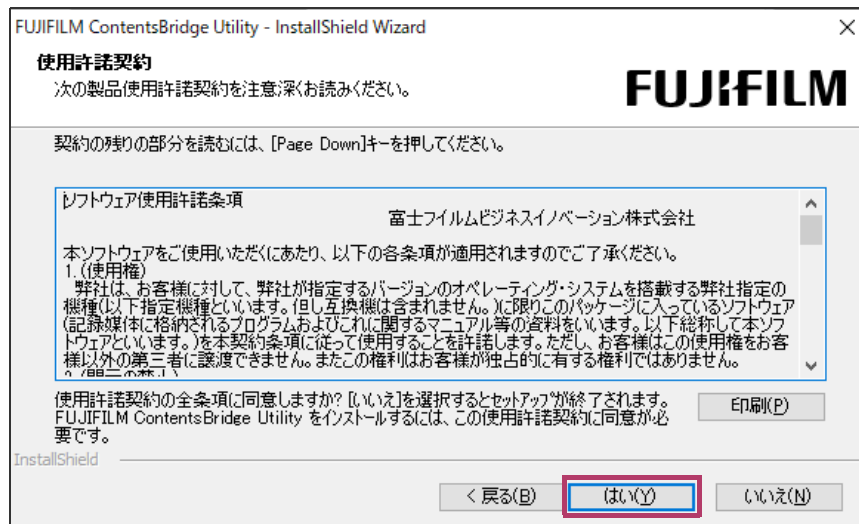 FUJIFILM ContentsBridge Utility - InstallShield Wizard
使用許諾契約
次の製品使用許諾契約を注意深くお読みください。
FUJIFILM
契約の残りの部分を読むには、[Page Down]キーを押してください。
ソフトウェア使用許諾条項
富士フイルムビジネスイノベーション株式会社
本ソフトウェアをご使用いただくにあたり、以下の各条項が適用されますのでご了承ください。
1.(使用権)
弊社は、お客様に対して、弊社が指定するバージョンのオペレーティング・システムを搭載する弊社指定の
機種(以下指定機種といいます。但し互換機は含まれません。)に限りこのパッケージに入っているソフトウェア
(記録媒体に格納されるプログラムおよびこれに関するマニュアル等の資料をいいます。以下総称して本ソフ
トウェアといいます。)を本契約条項に従って使用することを許諾します。ただし、お客様はこの使用権をお客
様以外の第三者に譲渡できません。またこの権利はお客様が独占的に有する権利ではありません。
使用許諾契約の全条項に同意しますか? [いいえ]を選択するとセットアップが終了されます。
FUJIFILM ContentsBridge Utility をインストールするには、この使用許諾契約に同意が必
要です。
印刷(P)
InstallShield
< 戻る(B)
はい(Y)
いいえ(N)